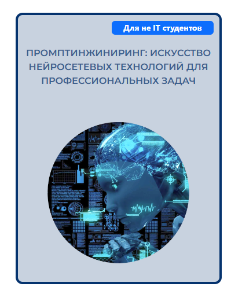 Для не IT студентов
ПРОМПТИНЖИНИРИНГ: ИСКУССТВО
НЕЙРОСЕТЕВЫХ ТЕХНОЛОГИЙ ДЛЯ
ПРОФЕССИОНАЛЬНЫХ ЗАДАЧ